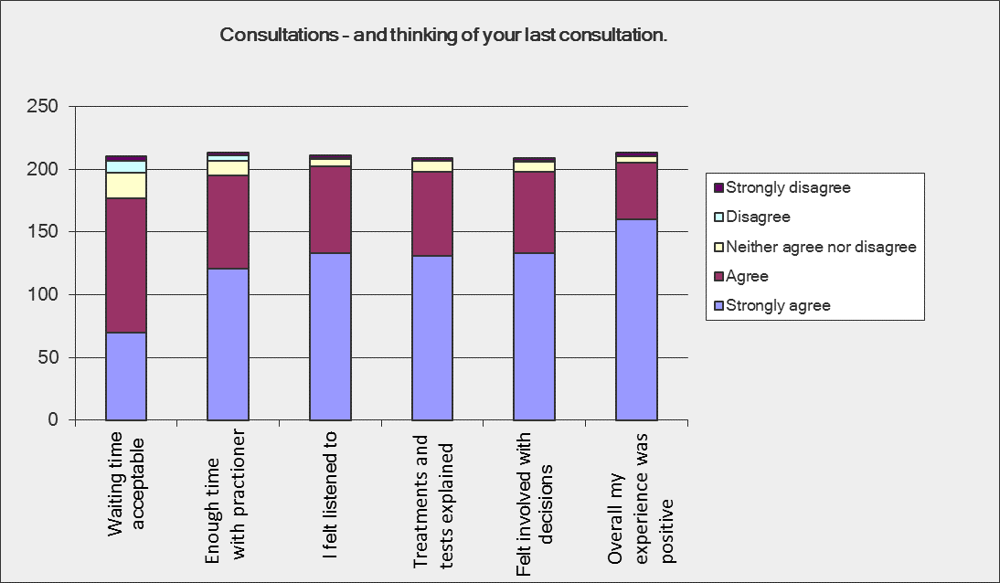 Consultations - and thinking of your last consultation.
250
200
150
100
50
0
Strongly disagree
Disagree
Neither agree nor disagree
Agree
Strongly agree
Waiting time
acceptable
Enough time
with practioner
I felt listened to
Treatments and
tests explained
Felt involved with
decisions
Overall my
experience was
positive